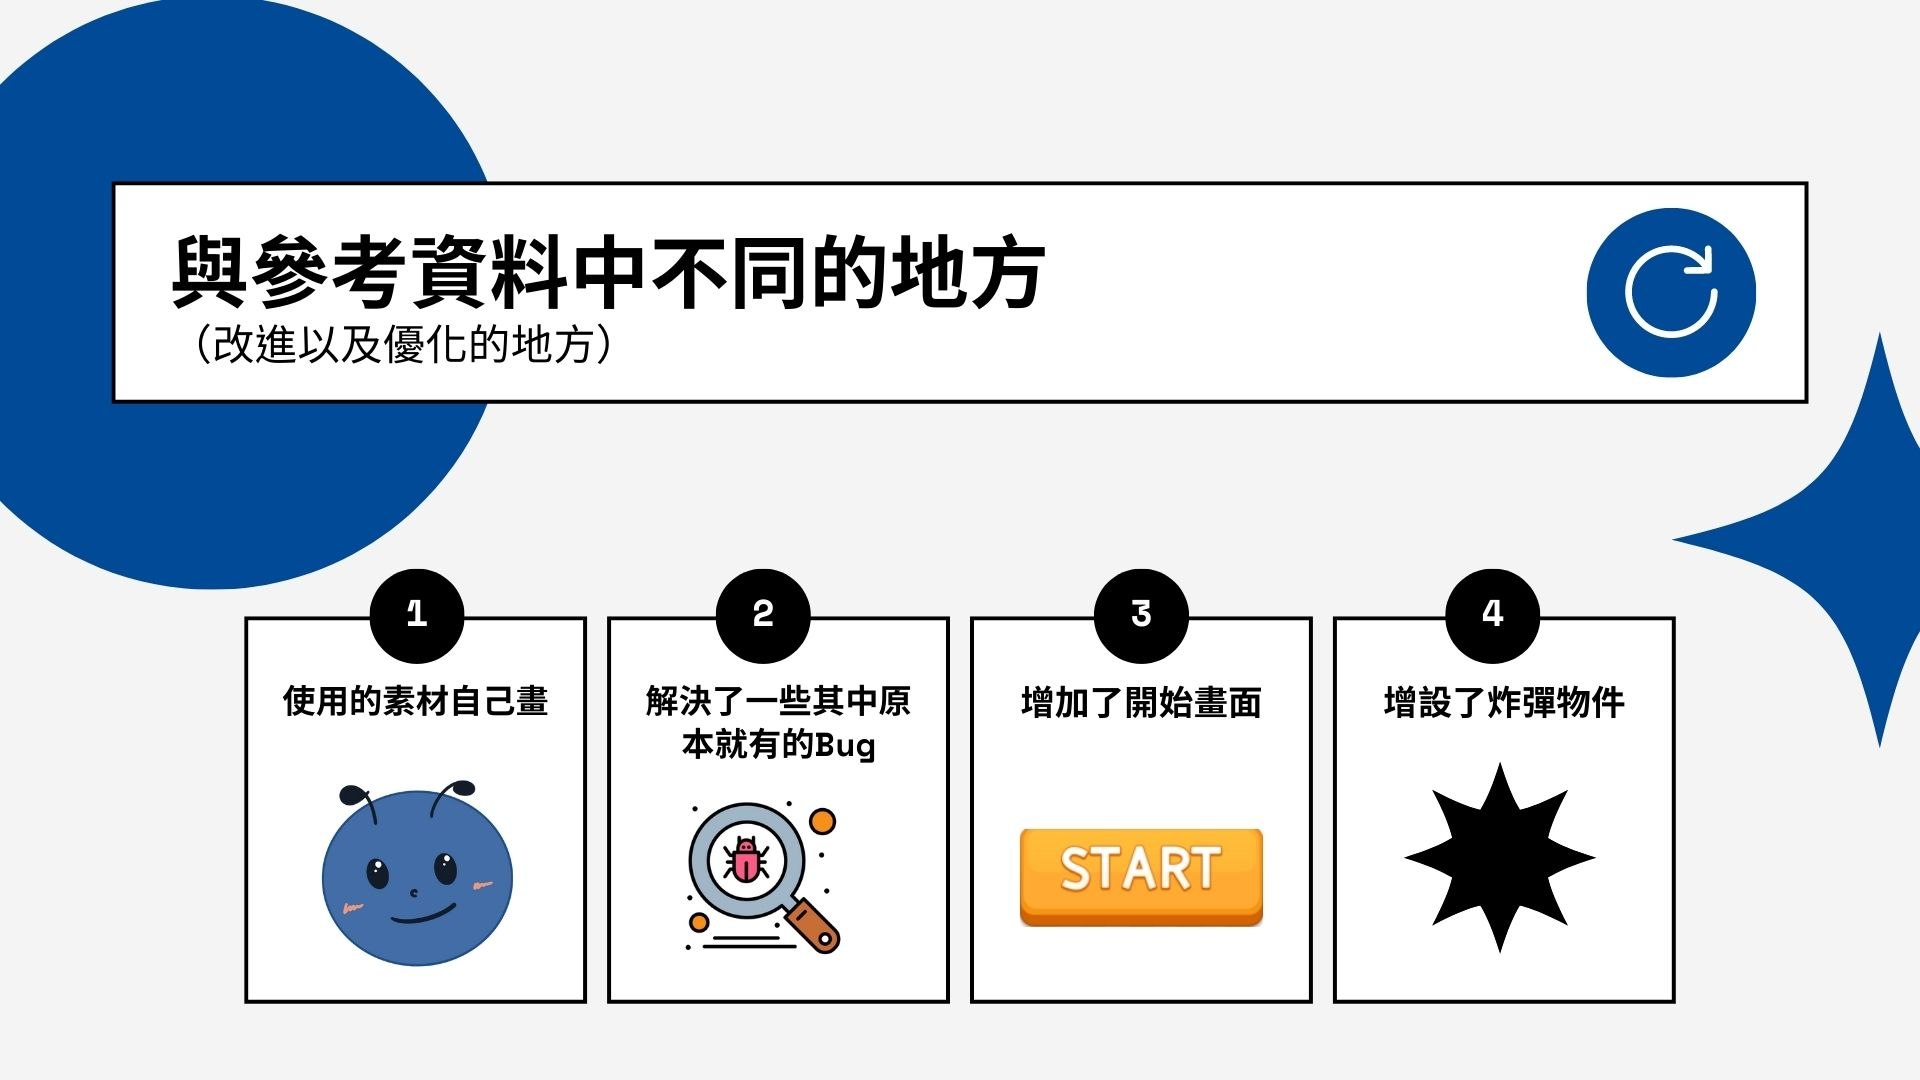 與參考資料中不同的地方
（改進以及優化的地方）
1
使用的素材自己畫
2
解決了一些其中原
本就有的Bug
3
增加了開始畫面
START
4
增設了炸彈物件